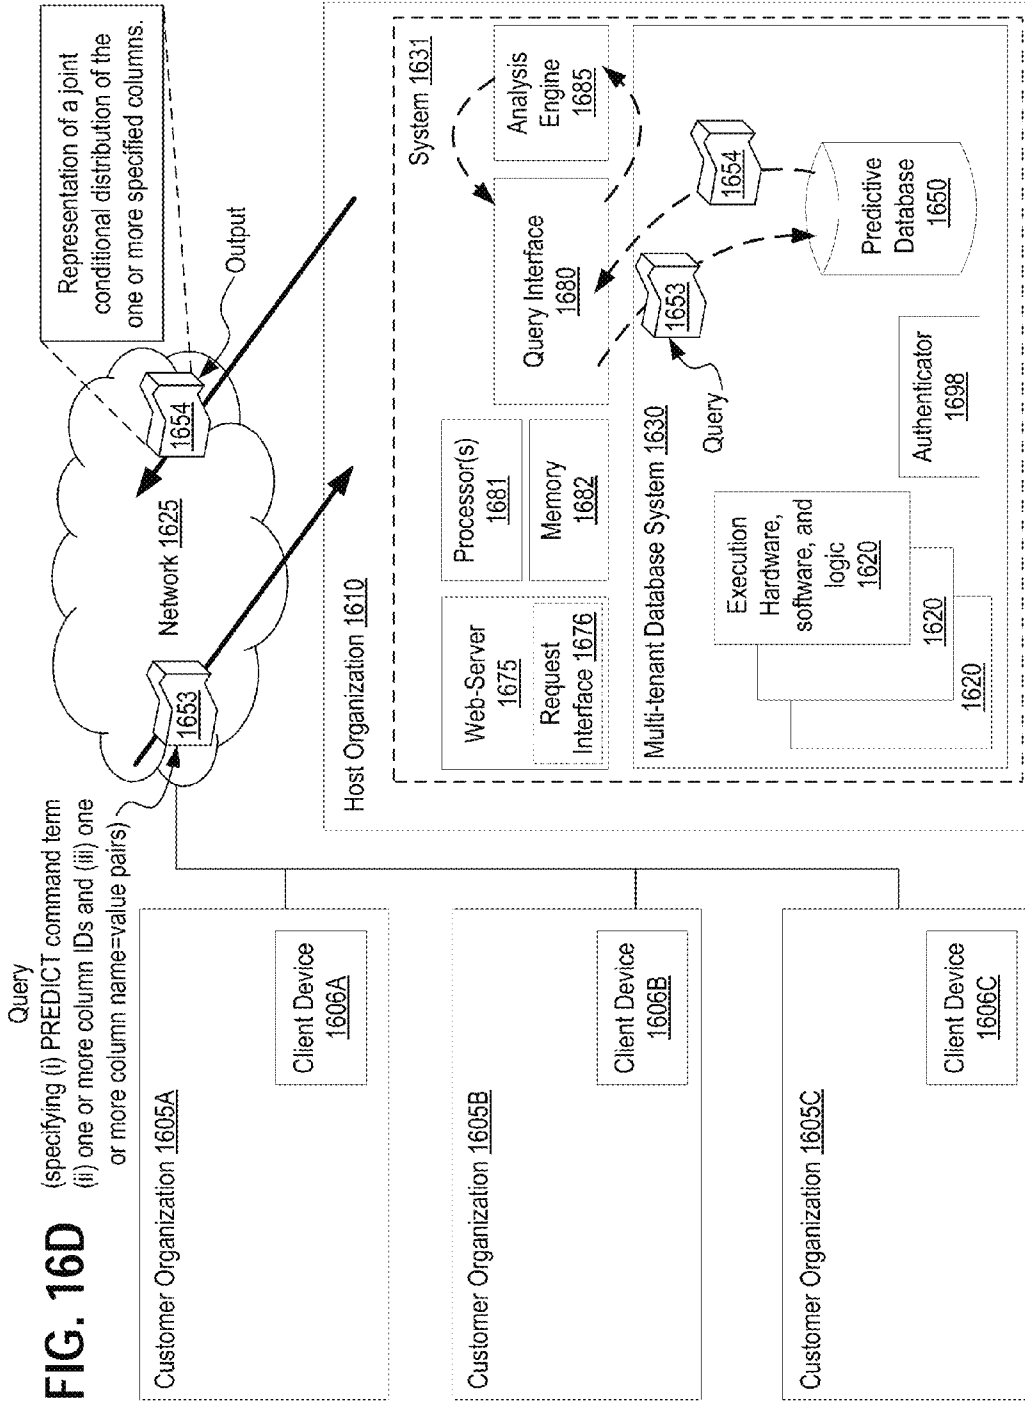 FIG. 16D
Query
(specifying (i) PREDICT command term
(ii) one or more column IDs and (iii) one
or more column name=value pairs)
Representation of a joint
conditional distribution of the
one or more specified columns.
Output
1654
Network 1625
1653
Customer Organization 1605A
Client Device
1606A
Customer Organization 1605B
Client Device
1606B
Customer Organization 1605C
Client Device
1606C
Host Organization 1610
System 1631
Web-Server
1675
Request
Interface 1676
Processor(s)
1681
Memory
1682
Query Interface
1680
Analysis
Engine
1685
Multi-tenant Database System 1630
Query
1653
1654
Execution
Hardware,
software, and
logic
1620
1620
1620
Authenticator
1698
Predictive
Database
1650